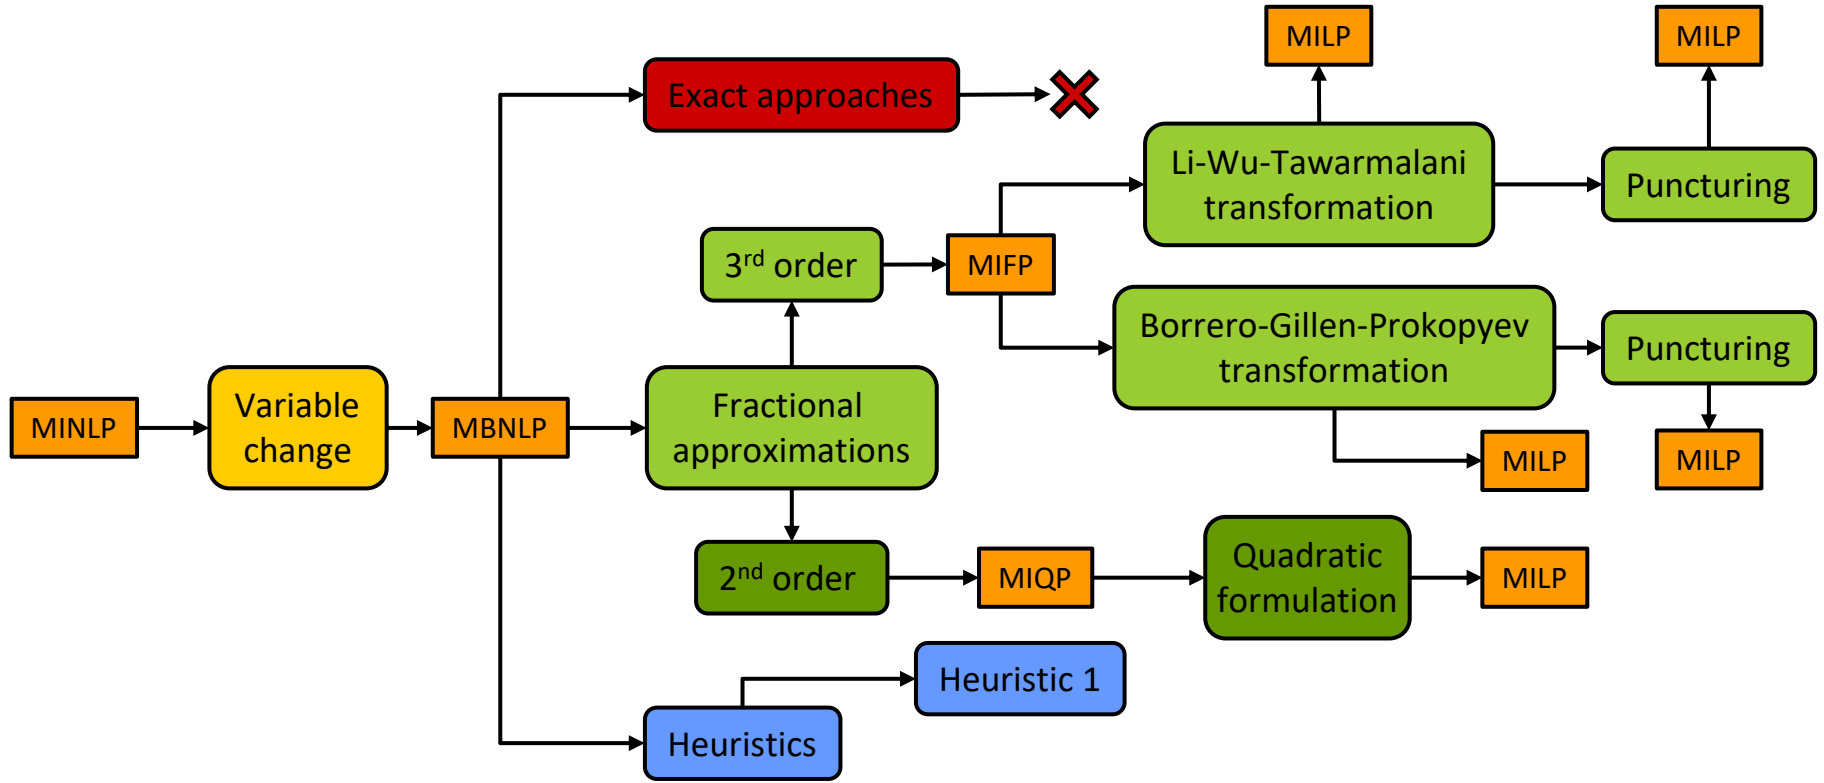 MILP
MILP
Exact approaches
Li-Wu-Tawarmalani
transformation
Puncturing
3rd order
MIFP
Borrero-Gillen-Prokopyev
transformation
Puncturing
MINLP
Variable
change
MBNLP
Fractional
approximations
MILP
MILP
2nd order
MIQP
Quadratic
formulation
MILP
Heuristic 1
Heuristics